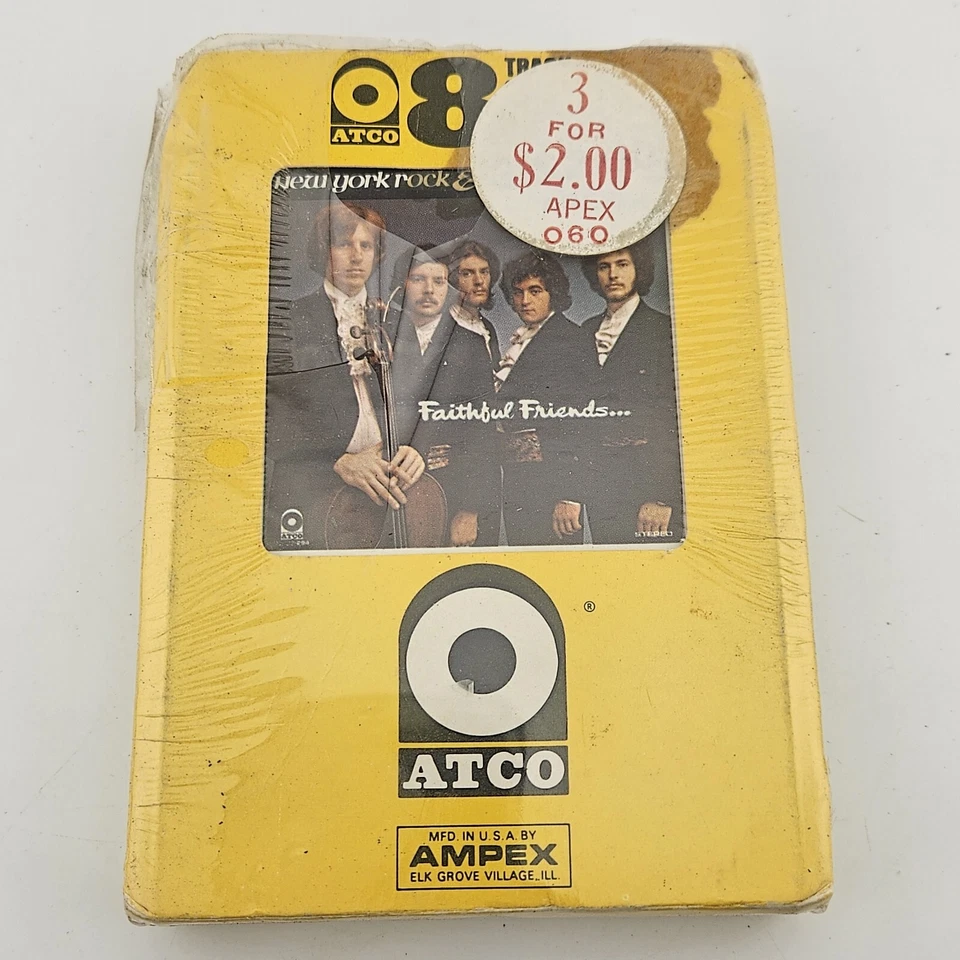 ATCO
8
3
FOR
$2.00
APEX
060
new york rock &
Faithful Friends...
ATCO
STEREO
®
ATCO
MFD. IN U.S.A. BY
AMPEX
ELK GROVE VILLAGE, ILL.